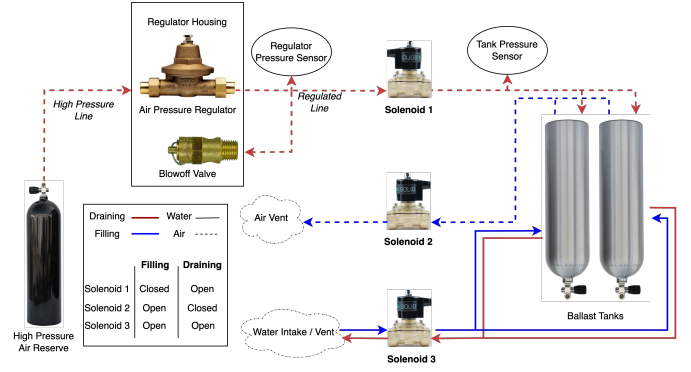 Regulator Housing
Air Pressure Regulator
Blowoff Valve
Regulator
Pressure Sensor
Tank Pressure
Sensor
High Pressure
Line
Regulated
Line
Solenoid 1
Air Vent
Solenoid 2
Water Intake / Vent
Solenoid 3
Ballast Tanks
High Pressure
Air Reserve
Draining Water
Filling Air
Filling Draining
Solenoid 1 Closed Open
Solenoid 2 Open Closed
Solenoid 3 Open Open